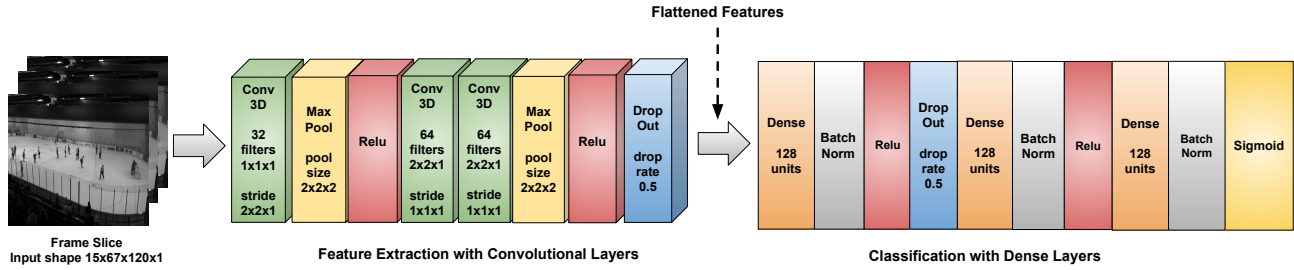 Flattened Features
Conv
3D
32
filters
1x1x1
stride
2x2x1
Max
Pool
pool
size
2x2x2
Relu
Conv
3D
64
filters
2x2x1
stride
1x1x1
Conv
3D
64
filters
2x2x1
stride
1x1x1
Max
Pool
pool
size
2x2x2
Relu
Drop
Out
drop
rate
0.5
Dense
128
units
Batch
Norm
Relu
Drop
Out
drop
rate
0.5
Dense
128
units
Batch
Norm
Relu
Dense
128
units
Batch
Norm
Sigmoid
Frame Slice
Input shape 15x67x120x1
Feature Extraction with Convolutional Layers
Classification with Dense Layers